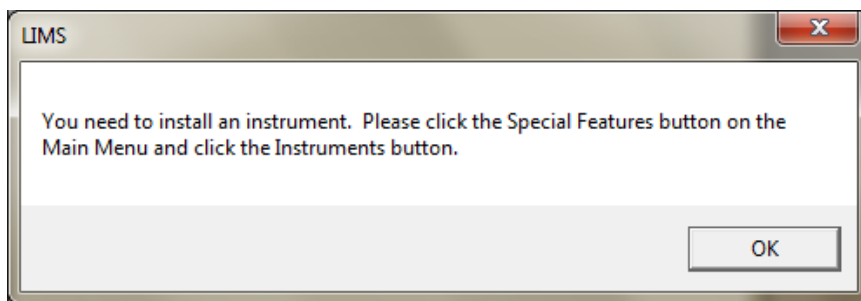 LIMS
You need to install an instrument.  Please click the Special Features button on the
Main Menu and click the Instruments button.
OK